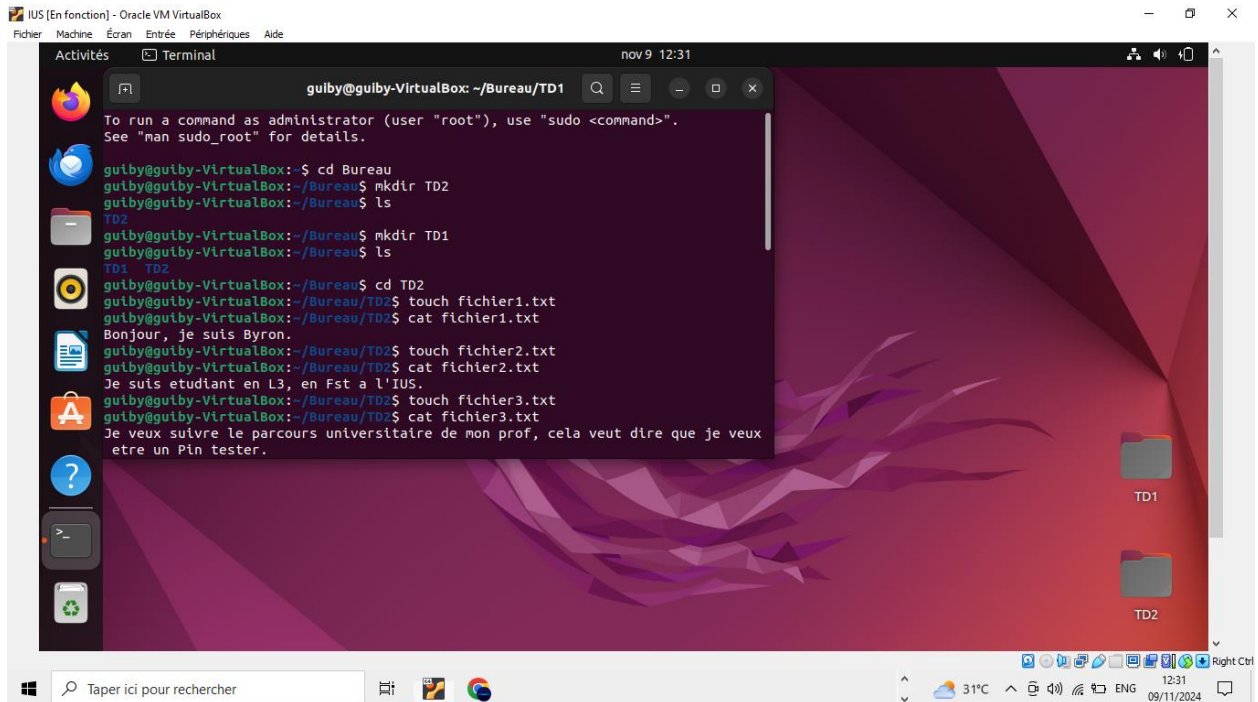 IUS [En fonction] - Oracle VM VirtualBox
Fichier Machine Écran Entrée Périphériques Aide
Activités Terminal nov 9 12:31
guiby@guiby-VirtualBox: ~/Bureau/TD1
To run a command as administrator (user "root"), use "sudo <command>".
See "man sudo_root" for details.
guiby@guiby-VirtualBox:~$ cd Bureau
guiby@guiby-VirtualBox:~/Bureau$ mkdir TD2
guiby@guiby-VirtualBox:~/Bureau$ ls
TD2
guiby@guiby-VirtualBox:~/Bureau$ mkdir TD1
guiby@guiby-VirtualBox:~/Bureau$ ls
TD1 TD2
guiby@guiby-VirtualBox:~/Bureau$ cd TD2
guiby@guiby-VirtualBox:~/Bureau/TD2$ touch fichier1.txt
guiby@guiby-VirtualBox:~/Bureau/TD2$ cat fichier1.txt
Bonjour, je suis Byron.
guiby@guiby-VirtualBox:~/Bureau/TD2$ touch fichier2.txt
guiby@guiby-VirtualBox:~/Bureau/TD2$ cat fichier2.txt
Je suis etudiant en L3, en Fst a l'IUS.
guiby@guiby-VirtualBox:~/Bureau/TD2$ touch fichier3.txt
guiby@guiby-VirtualBox:~/Bureau/TD2$ cat fichier3.txt
Je veux suivre le parcours universitaire de mon prof, cela veut dire que je veux
etre un Pin tester.
TD1
TD2
Right Ctrl
Taper ici pour rechercher
31°C ENG 12:31
09/11/2024